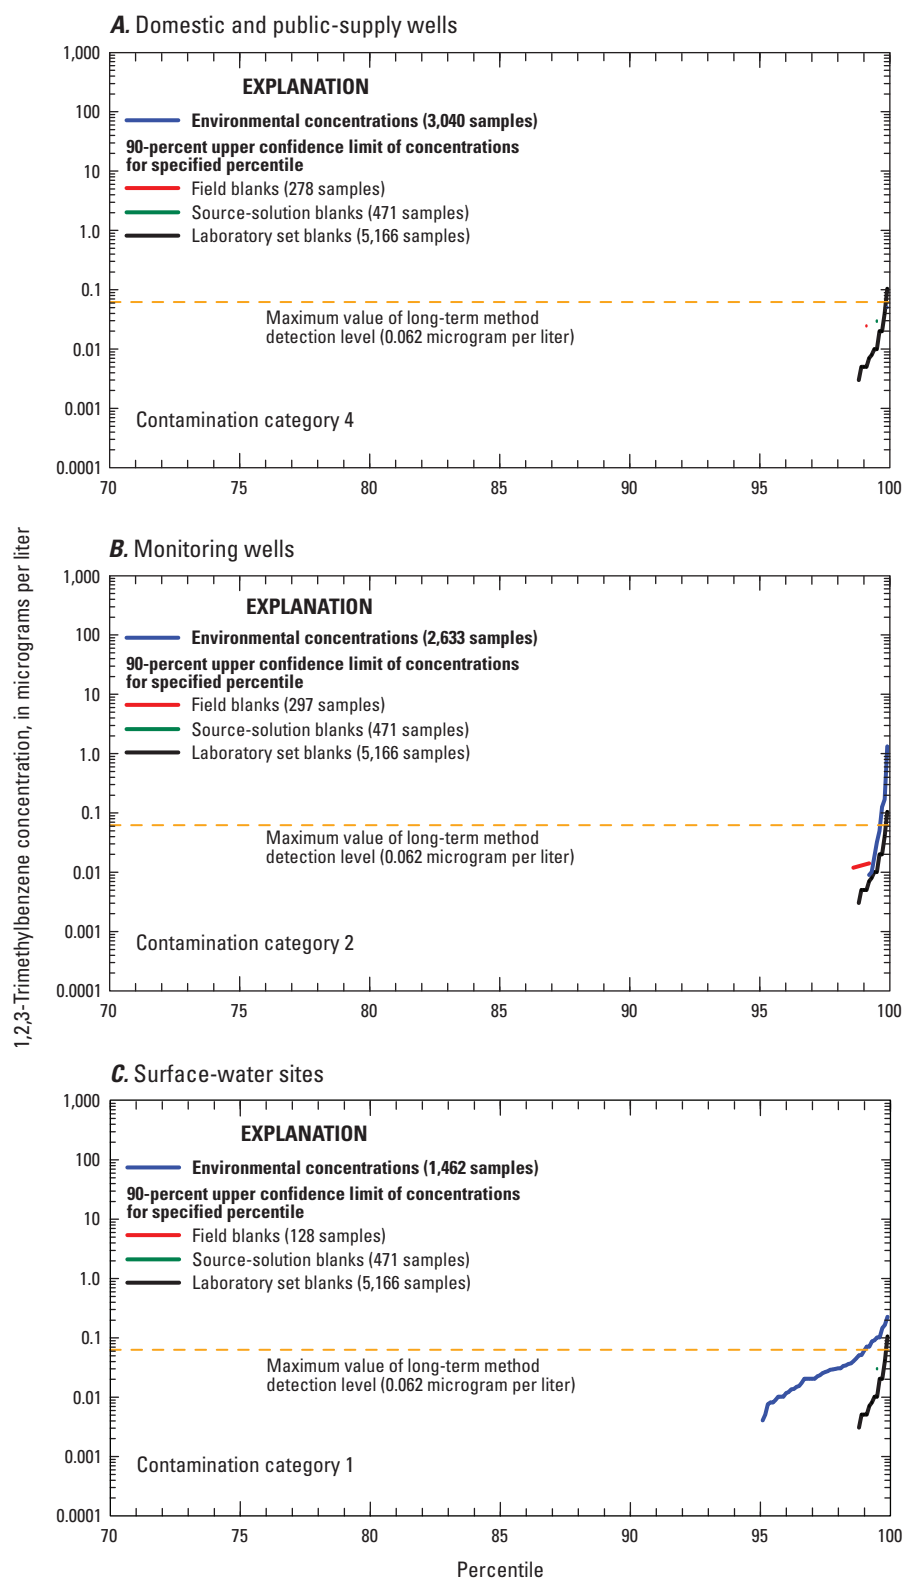 A. Domestic and public-supply wells
1,000
EXPLANATION
100
Environmental concentrations (3,040 samples)
90-percent upper confidence limit of concentrations
for specified percentile
10
Field blanks (278 samples)
Source-solution blanks (471 samples)
1.0
Laboratory set blanks (5,166 samples)
0.1
Maximum value of long-term method
detection level (0.062 microgram per liter)
0.01
0.001
Contamination category 4
0.0001
70 75 80 85 90 95 100
1,2,3-Trimethylbenzene concentration, in micrograms per liter
B. Monitoring wells
1,000
EXPLANATION
100
Environmental concentrations (2,633 samples)
90-percent upper confidence limit of concentrations
for specified percentile
10
Field blanks (297 samples)
Source-solution blanks (471 samples)
1.0
Laboratory set blanks (5,166 samples)
0.1
Maximum value of long-term method
detection level (0.062 microgram per liter)
0.01
0.001
Contamination category 2
0.0001
70 75 80 85 90 95 100
C. Surface-water sites
1,000
EXPLANATION
100
Environmental concentrations (1,462 samples)
90-percent upper confidence limit of concentrations
for specified percentile
10
Field blanks (128 samples)
Source-solution blanks (471 samples)
1.0
Laboratory set blanks (5,166 samples)
0.1
Maximum value of long-term method
detection level (0.062 microgram per liter)
0.01
0.001
Contamination category 1
0.0001
70 75 80 85 90 95 100
Percentile